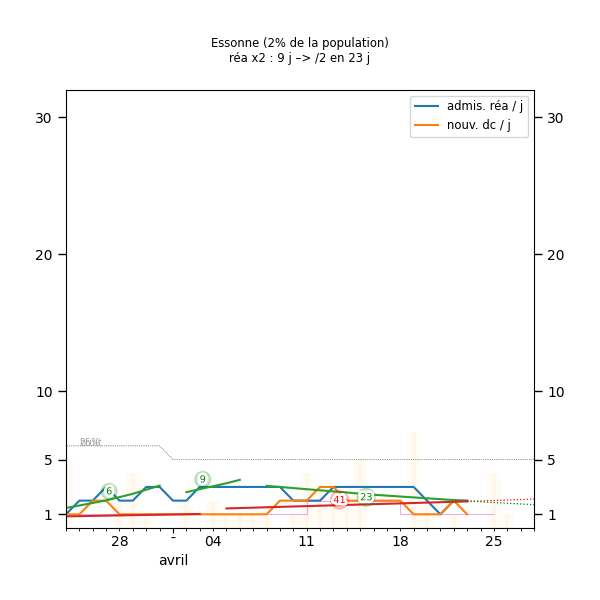 Essonne (2% de la population)
réa x2 : 9 j –> /2 en 23 j
admis. réa / j
nouv. dc / j
30 30
20 20
10 10
5 5
1 1
6
9
41
23
28 - 04 11 18 25
avril